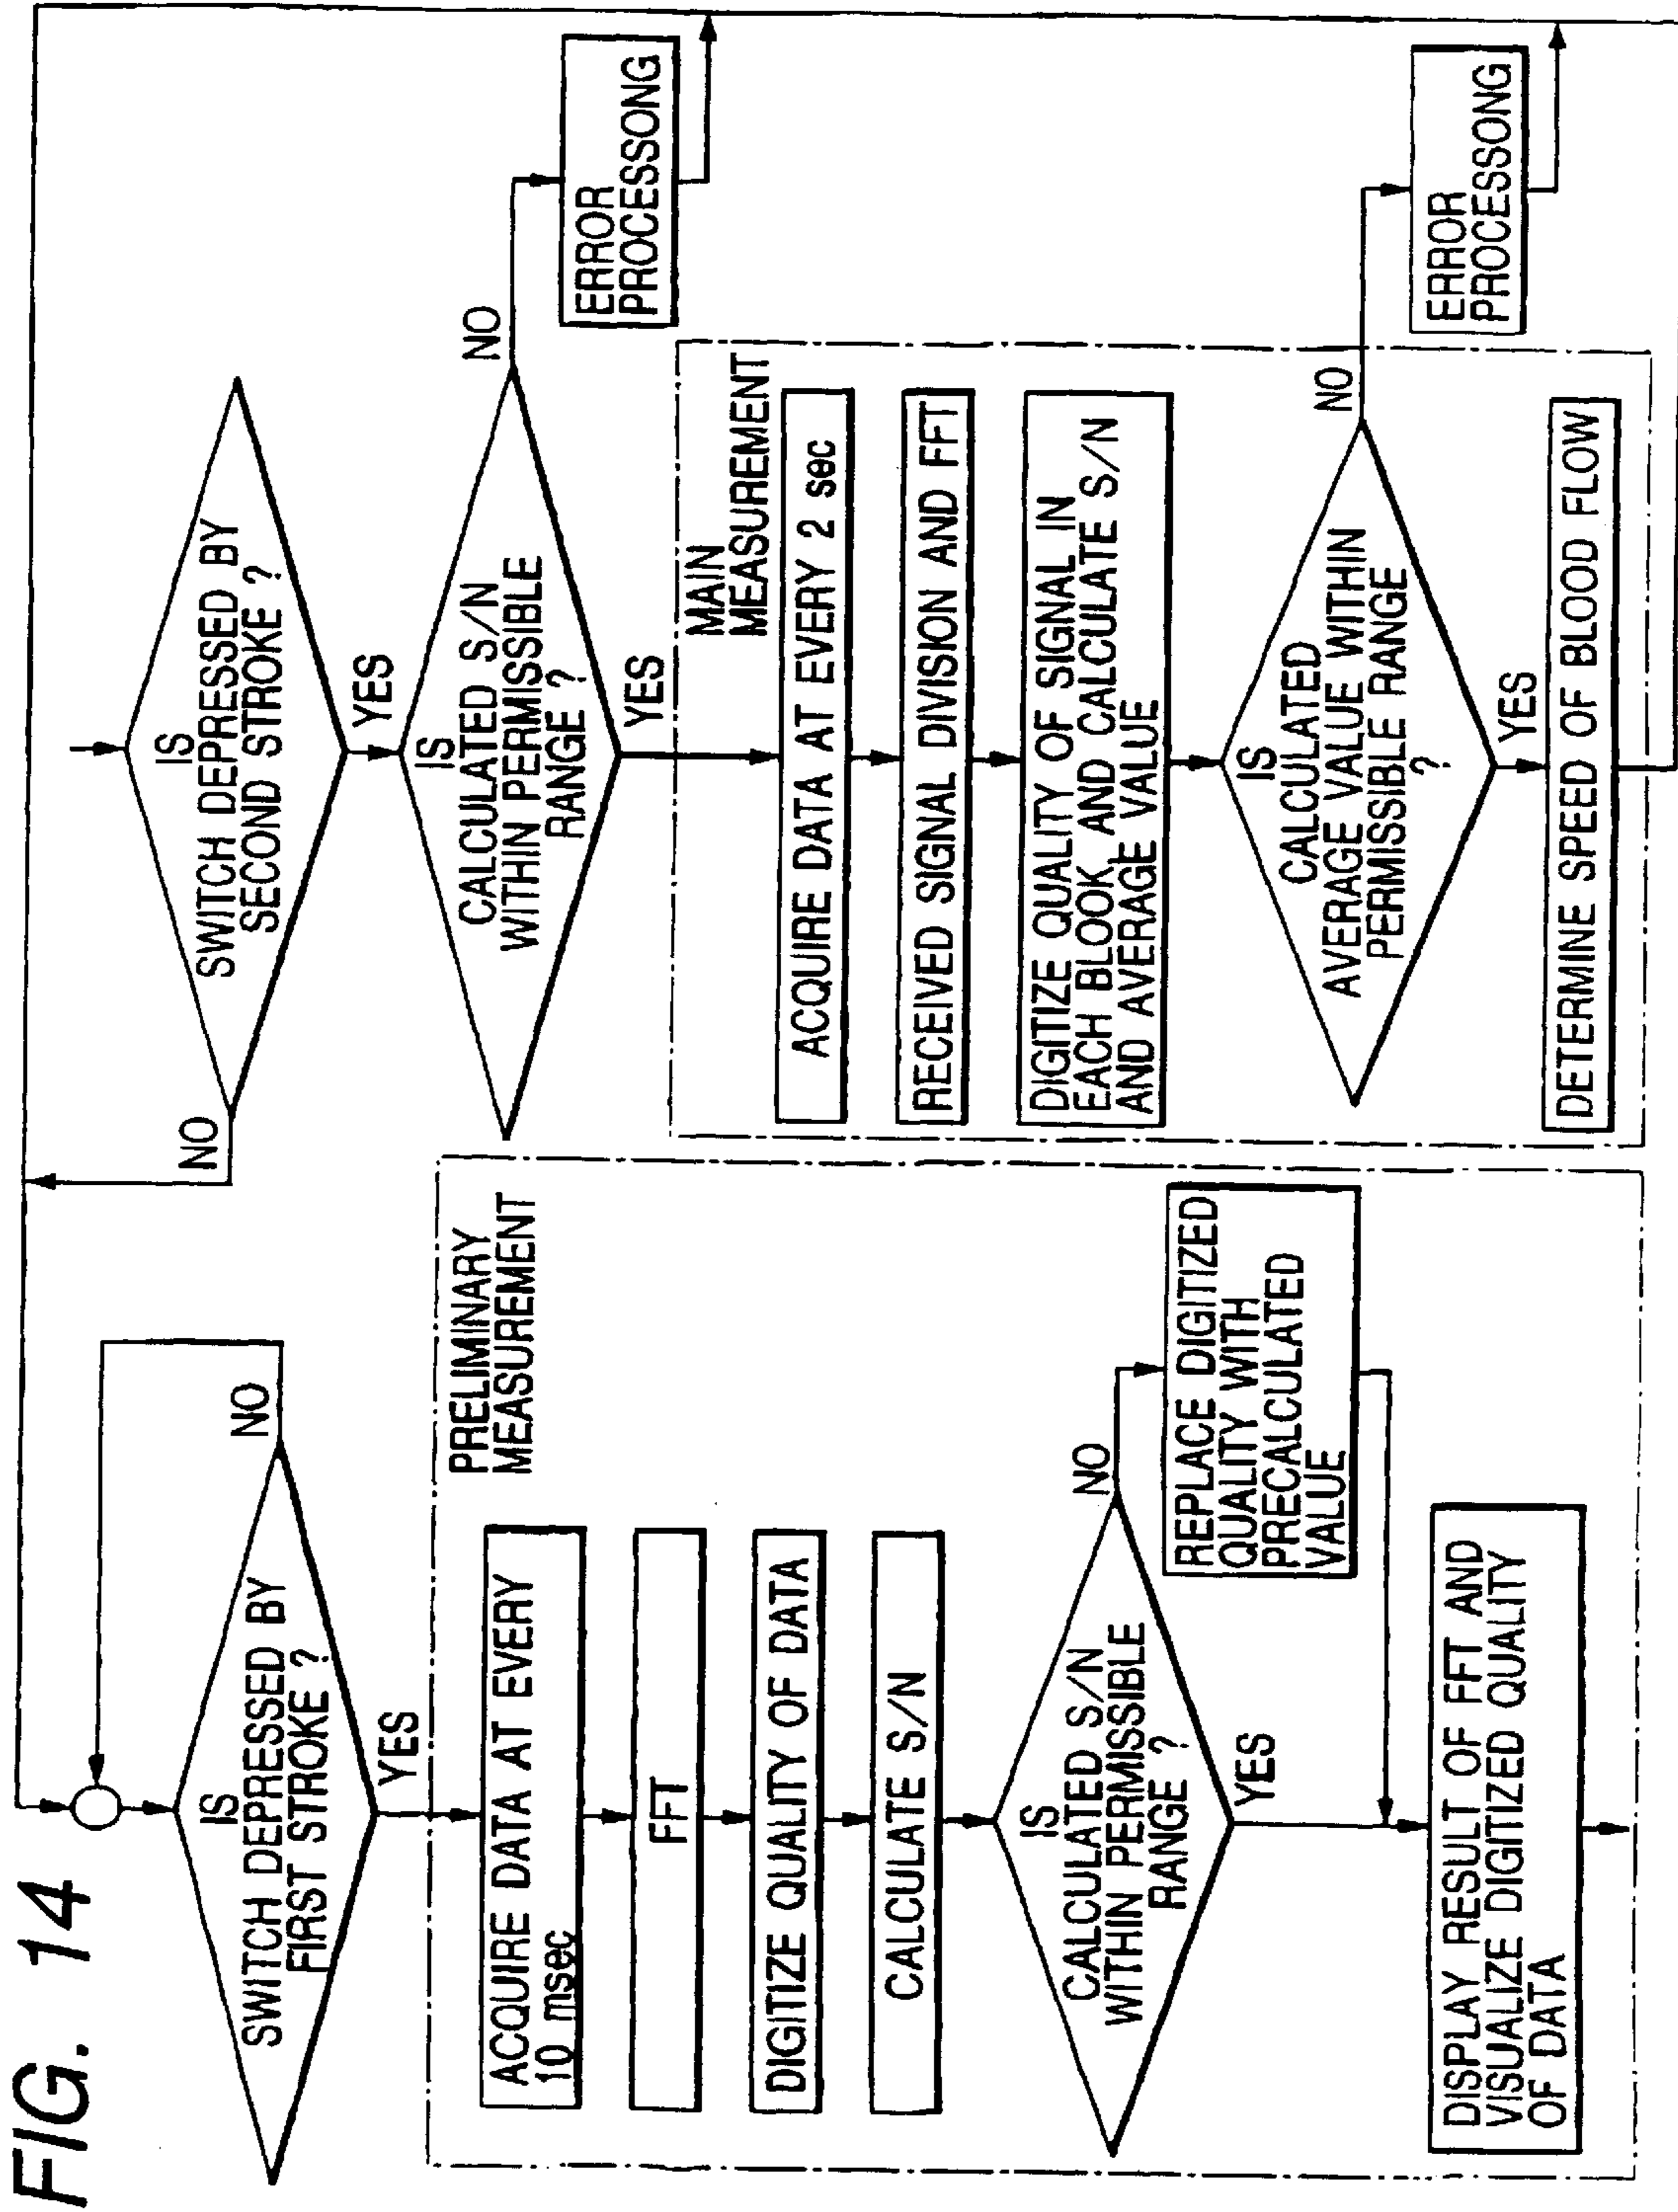 FIG. 14
IS
SWITCH DEPRESSED BY
FIRST STROKE ?
NO
YES
PRELIMINARY
MEASUREMENT
ACQUIRE DATA AT EVERY
10 msec
FFT
DIGITIZE QUALITY OF DATA
CALCULATE S/N
IS
CALCULATED S/N
WITHIN PERMISSIBLE
RANGE ?
NO
YES
REPLACE DIGITIZED
QUALITY WITH
PRECALCULATED
VALUE
DISPLAY RESULT OF FFT AND
VISUALIZE DIGITIZED QUALITY
OF DATA
IS
SWITCH DEPRESSED BY
SECOND STROKE ?
NO
YES
IS
CALCULATED S/N
WITHIN PERMISSIBLE
RANGE ?
NO
YES
ERROR
PROCESSONG
MAIN
MEASUREMENT
ACQUIRE DATA AT EVERY 2 sec
RECEIVED SIGNAL DIVISION AND FFT
DIGITIZE QUALITY OF SIGNAL IN
EACH BLOOK AND CALCULATE S/N
AND AVERAGE VALUE
IS
CALCULATED
AVERAGE VALUE WITHIN
PERMISSIBLE RANGE
?
NO
YES
ERROR
PROCESSONG
DETERMINE SPEED OF BLOOD FLOW